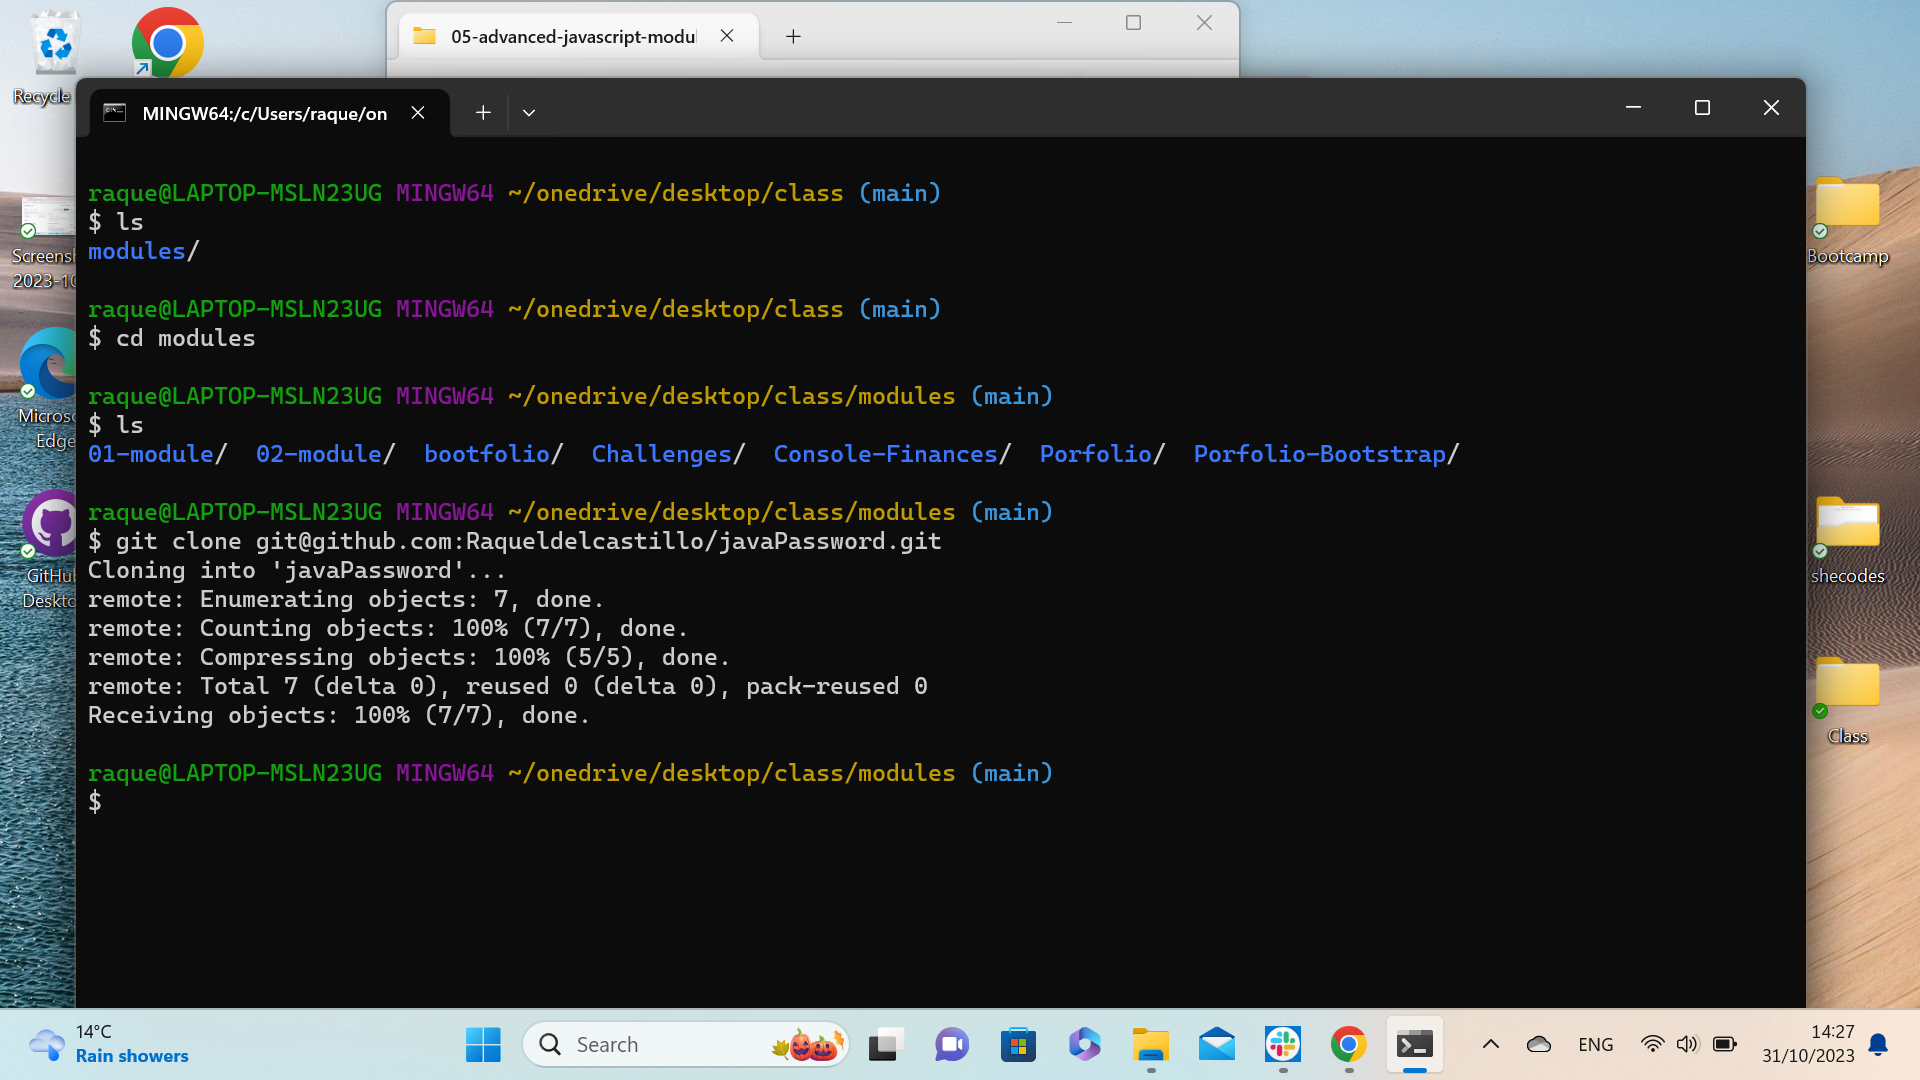 05-advanced-javascript-modu
Recycle
MINGW64:/c/Users/raque/on
raque@LAPTOP-MSLN23UG MINGW64 ~/onedrive/desktop/class (main)
$ ls
modules/
raque@LAPTOP-MSLN23UG MINGW64 ~/onedrive/desktop/class (main)
$ cd modules
raque@LAPTOP-MSLN23UG MINGW64 ~/onedrive/desktop/class/modules (main)
$ ls
01-module/  02-module/  bootfolio/  Challenges/  Console-Finances/  Porfolio/  Porfolio-Bootstrap/
raque@LAPTOP-MSLN23UG MINGW64 ~/onedrive/desktop/class/modules (main)
$ git clone git@github.com:Raqueldelcastillo/javaPassword.git
Cloning into 'javaPassword'...
remote: Enumerating objects: 7, done.
remote: Counting objects: 100% (7/7), done.
remote: Compressing objects: 100% (5/5), done.
remote: Total 7 (delta 0), reused 0 (delta 0), pack-reused 0
Receiving objects: 100% (7/7), done.
raque@LAPTOP-MSLN23UG MINGW64 ~/onedrive/desktop/class/modules (main)
$
Screensh
2023-10
Micros
Edge
GitHu
Deskto
Bootcamp
shecodes
Class
14°C
Rain showers
Search
ENG
14:27
31/10/2023